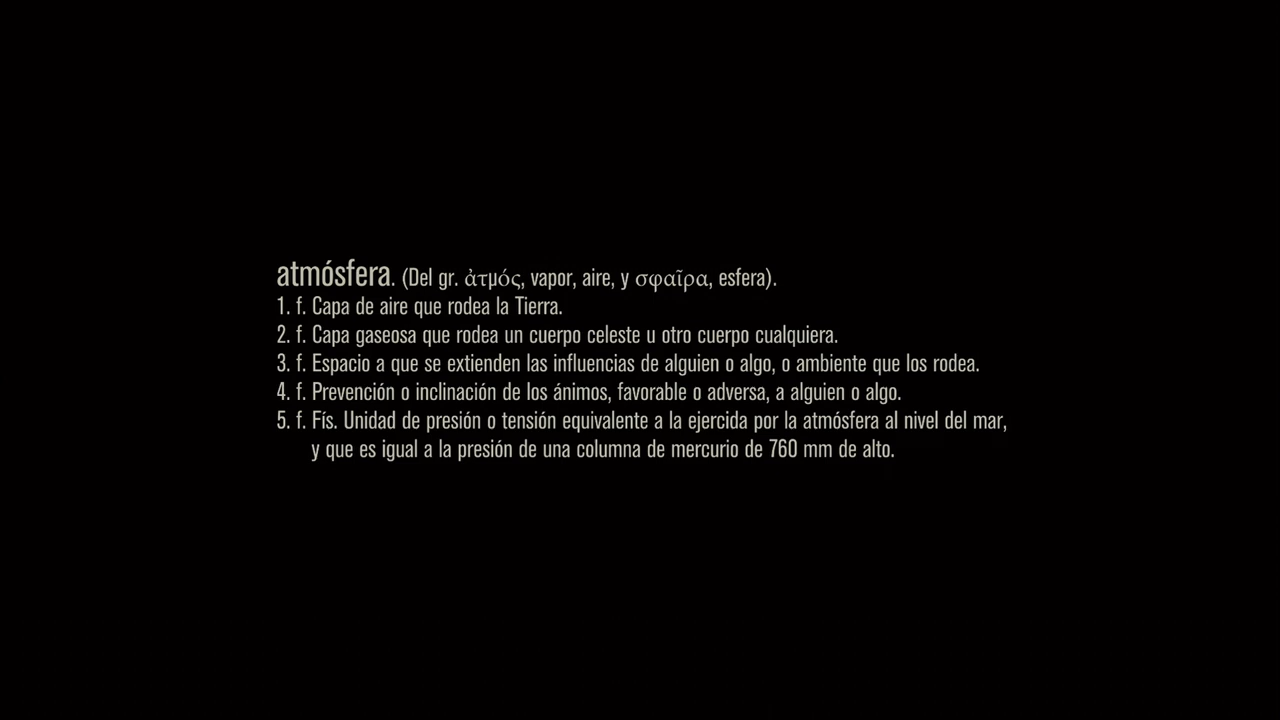 atmósfera. (Del gr. ἀτμός, vapor, aire, y σφαῖρα, esfera).
1. f. Capa de aire que rodea la Tierra.
2. f. Capa gaseosa que rodea un cuerpo celeste u otro cuerpo cualquiera.
3. f. Espacio a que se extienden las influencias de alguien o algo, o ambiente que los rodea.
4. f. Prevención o inclinación de los ánimos, favorable o adversa, a alguien o algo.
5. f. Fís. Unidad de presión o tensión equivalente a la ejercida por la atmósfera al nivel del mar,
y que es igual a la presión de una columna de mercurio de 760 mm de alto.